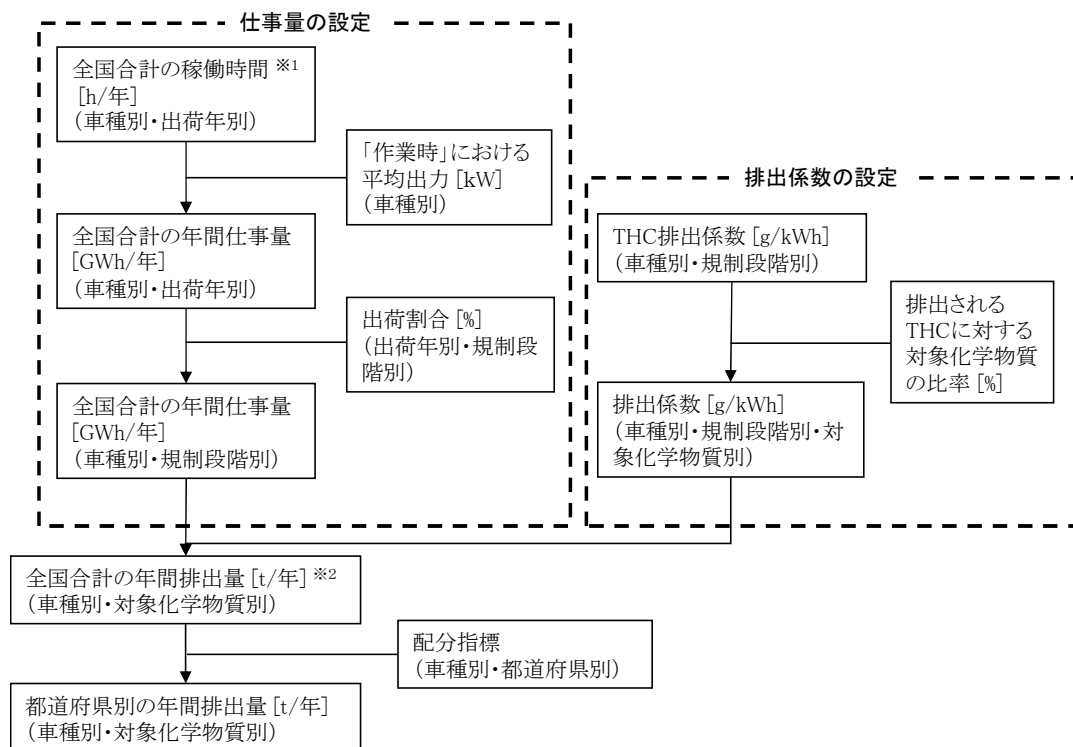 仕事量の設定
全国合計の稼働時間 ※1
[h/年]
(車種別・出荷年別)
「作業時」における
平均出力 [kW]
(車種別)
全国合計の年間仕事量
[GWh/年]
(車種別・出荷年別)
出荷割合 [%]
(出荷年別・規制段
階別)
全国合計の年間仕事量
[GWh/年]
(車種別・規制段階別)
排出係数の設定
THC排出係数 [g/kWh]
(車種別・規制段階別)
排出される
THCに対する
対象化学物質
の比率 [%]
排出係数 [g/kWh]
(車種別・規制段階別・対
象化学物質別)
全国合計の年間排出量 [t/年] ※2
(車種別・対象化学物質別)
配分指標
(車種別・都道府県別)
都道府県別の年間排出量 [t/年]
(車種別・対象化学物質別)